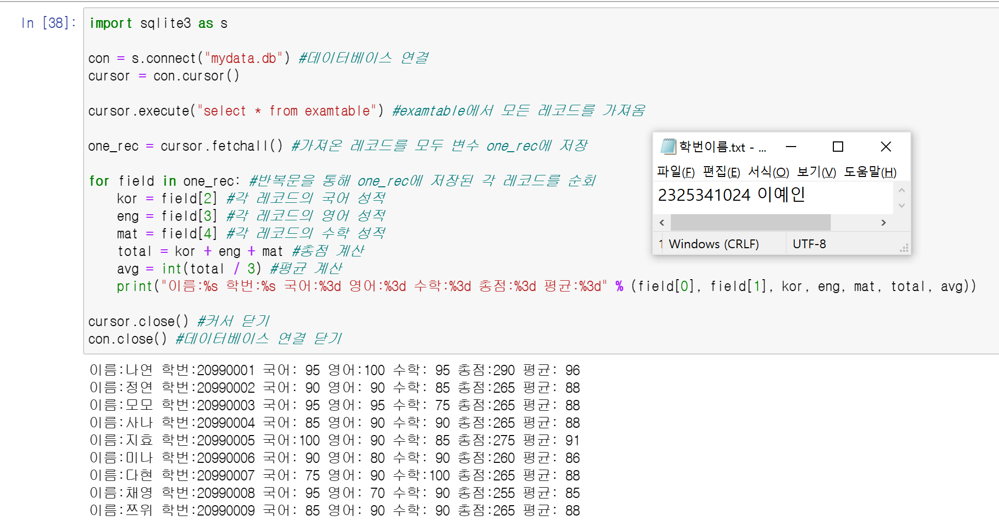 In [38]:
import sqlite3 as s
con = s.connect("mydata.db") #데이터베이스 연결
cursor = con.cursor()
cursor.execute("select * from examtable") #examtable에서 모든 레코드를 가져옴
one_rec = cursor.fetchall() #가져온 레코드를 모두 변수 one_rec에 저장
for field in one_rec: #반복문을 통해 one_rec에 저장된 각 레코드를 순회
kor = field[2] #각 레코드의 국어 성적
eng = field[3] #각 레코드의 영어 성적
mat = field[4] #각 레코드의 수학 성적
total = kor + eng + mat #총점 계산
avg = int(total / 3) #평균 계산
print("이름:%s 학번:%s 국어:%3d 영어:%3d 수학:%3d 총점:%3d 평균:%3d" % (field[0], field[1], kor, eng, mat, total, avg))
cursor.close() #커서 닫기
con.close() #데이터베이스 연결 닫기
학번이름.txt - ...
파일(F) 편집(E) 서식(O) 보기(V) 도움말(H)
2325341024 이예인
1 Windows (CRLF) UTF-8
이름:나연 학번:20990001 국어: 95 영어:100 수학: 95 총점:290 평균: 96
이름:정연 학번:20990002 국어: 90 영어: 90 수학: 85 총점:265 평균: 88
이름:모모 학번:20990003 국어: 95 영어: 95 수학: 75 총점:265 평균: 88
이름:사나 학번:20990004 국어: 85 영어: 90 수학: 90 총점:265 평균: 88
이름:지효 학번:20990005 국어:100 영어: 90 수학: 85 총점:275 평균: 91
이름:미나 학번:20990006 국어: 90 영어: 80 수학: 90 총점:260 평균: 86
이름:다현 학번:20990007 국어: 75 영어: 90 수학:100 총점:265 평균: 88
이름:채영 학번:20990008 국어: 95 영어: 70 수학: 90 총점:255 평균: 85
이름:쯔위 학번:20990009 국어: 85 영어: 90 수학: 90 총점:265 평균: 88